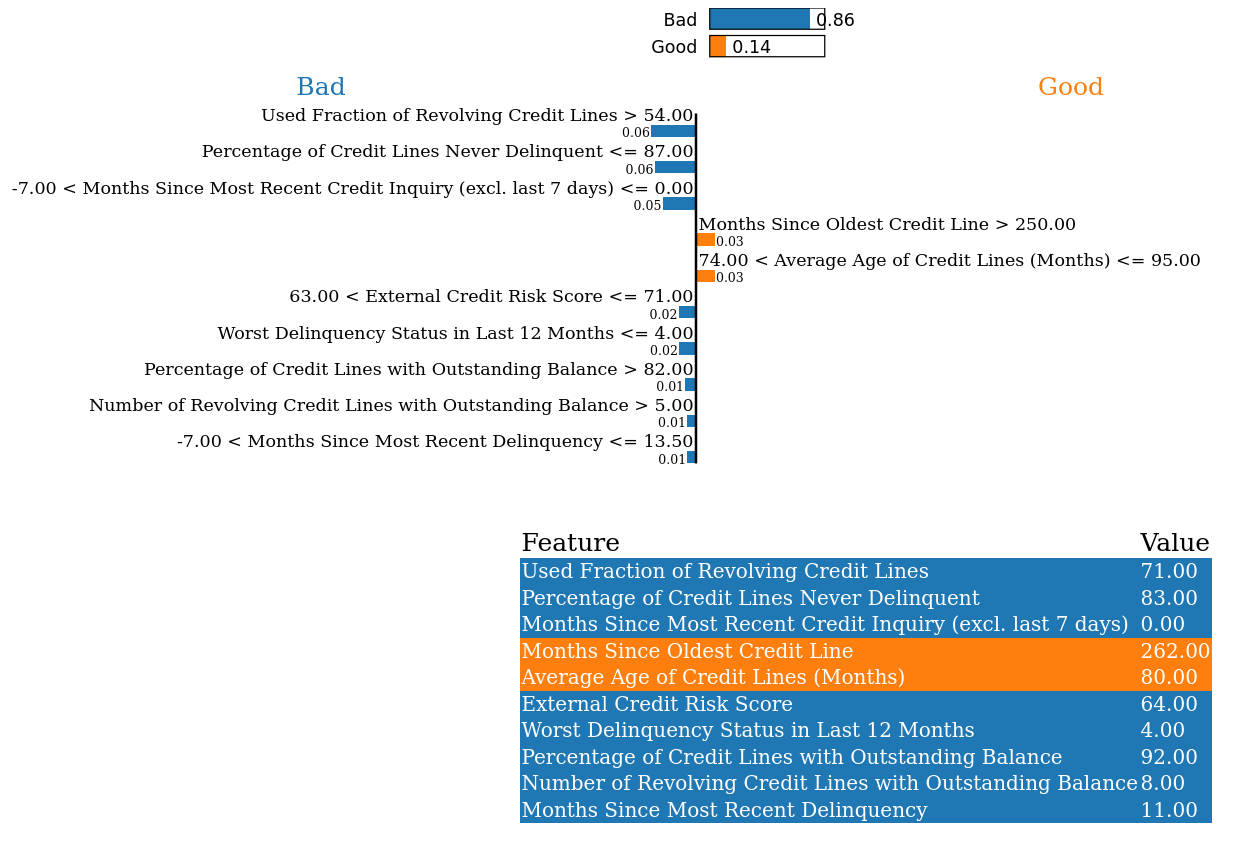 Bad 0.86
Good 0.14
Bad Good
Used Fraction of Revolving Credit Lines > 54.00
0.06
Percentage of Credit Lines Never Delinquent <= 87.00
0.06
-7.00 < Months Since Most Recent Credit Inquiry (excl. last 7 days) <= 0.00
0.05
Months Since Oldest Credit Line > 250.00
0.03
74.00 < Average Age of Credit Lines (Months) <= 95.00
0.03
63.00 < External Credit Risk Score <= 71.00
0.02
Worst Delinquency Status in Last 12 Months <= 4.00
0.02
Percentage of Credit Lines with Outstanding Balance > 82.00
0.01
Number of Revolving Credit Lines with Outstanding Balance > 5.00
0.01
-7.00 < Months Since Most Recent Delinquency <= 13.50
0.01
Feature Value
Used Fraction of Revolving Credit Lines 71.00
Percentage of Credit Lines Never Delinquent 83.00
Months Since Most Recent Credit Inquiry (excl. last 7 days) 0.00
Months Since Oldest Credit Line 262.00
Average Age of Credit Lines (Months) 80.00
External Credit Risk Score 64.00
Worst Delinquency Status in Last 12 Months 4.00
Percentage of Credit Lines with Outstanding Balance 92.00
Number of Revolving Credit Lines with Outstanding Balance 8.00
Months Since Most Recent Delinquency 11.00